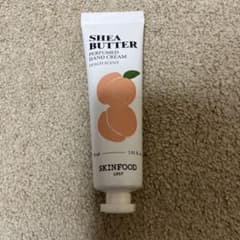 SHEA
BUTTER
PERFUMED
HAND CREAM
PEACH SCENT
SKINFOOD